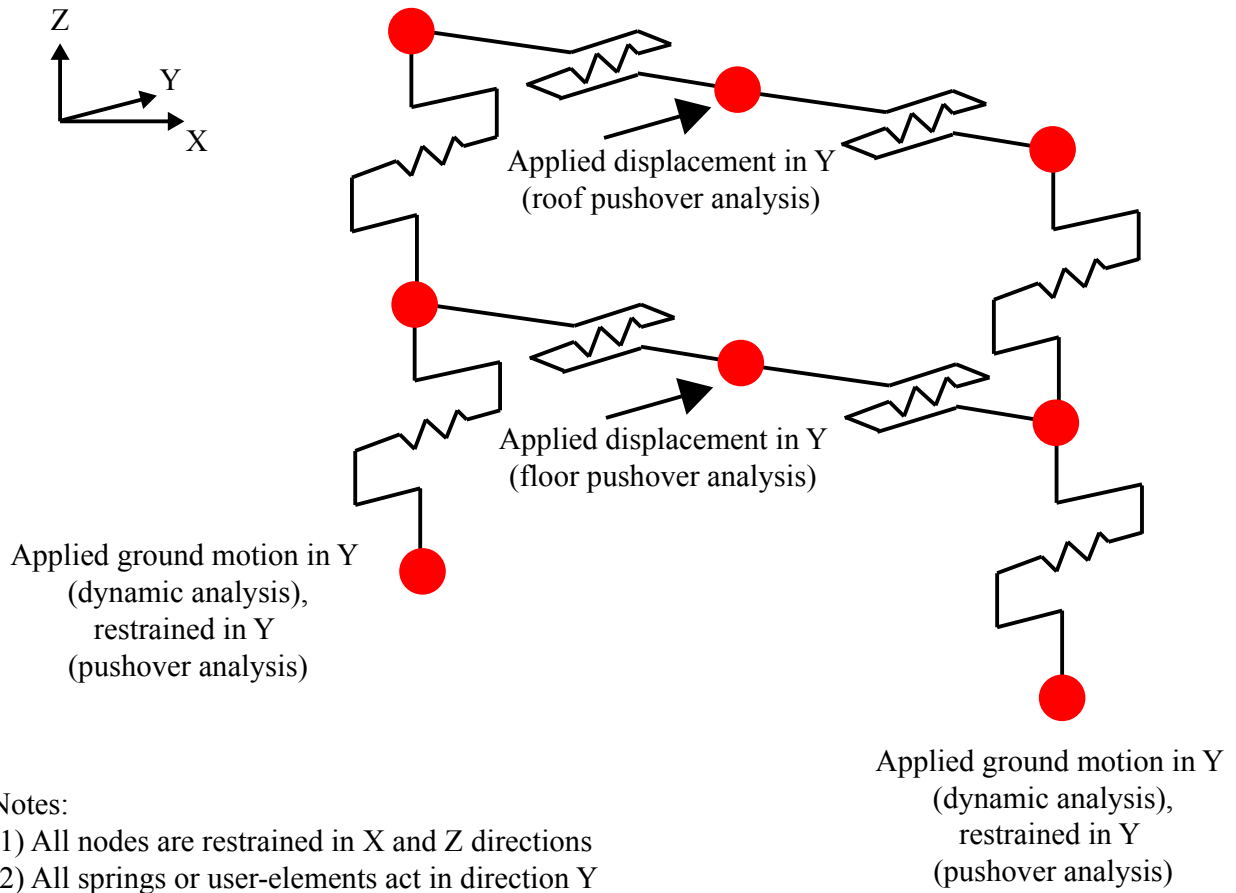 Z
Y
X
Applied displacement in Y
(roof pushover analysis)
Applied displacement in Y
(floor pushover analysis)
Applied ground motion in Y
(dynamic analysis),
restrained in Y
(pushover analysis)
Applied ground motion in Y
(dynamic analysis),
restrained in Y
(pushover analysis)
Notes:
1) All nodes are restrained in X and Z directions
2) All springs or user-elements act in direction Y